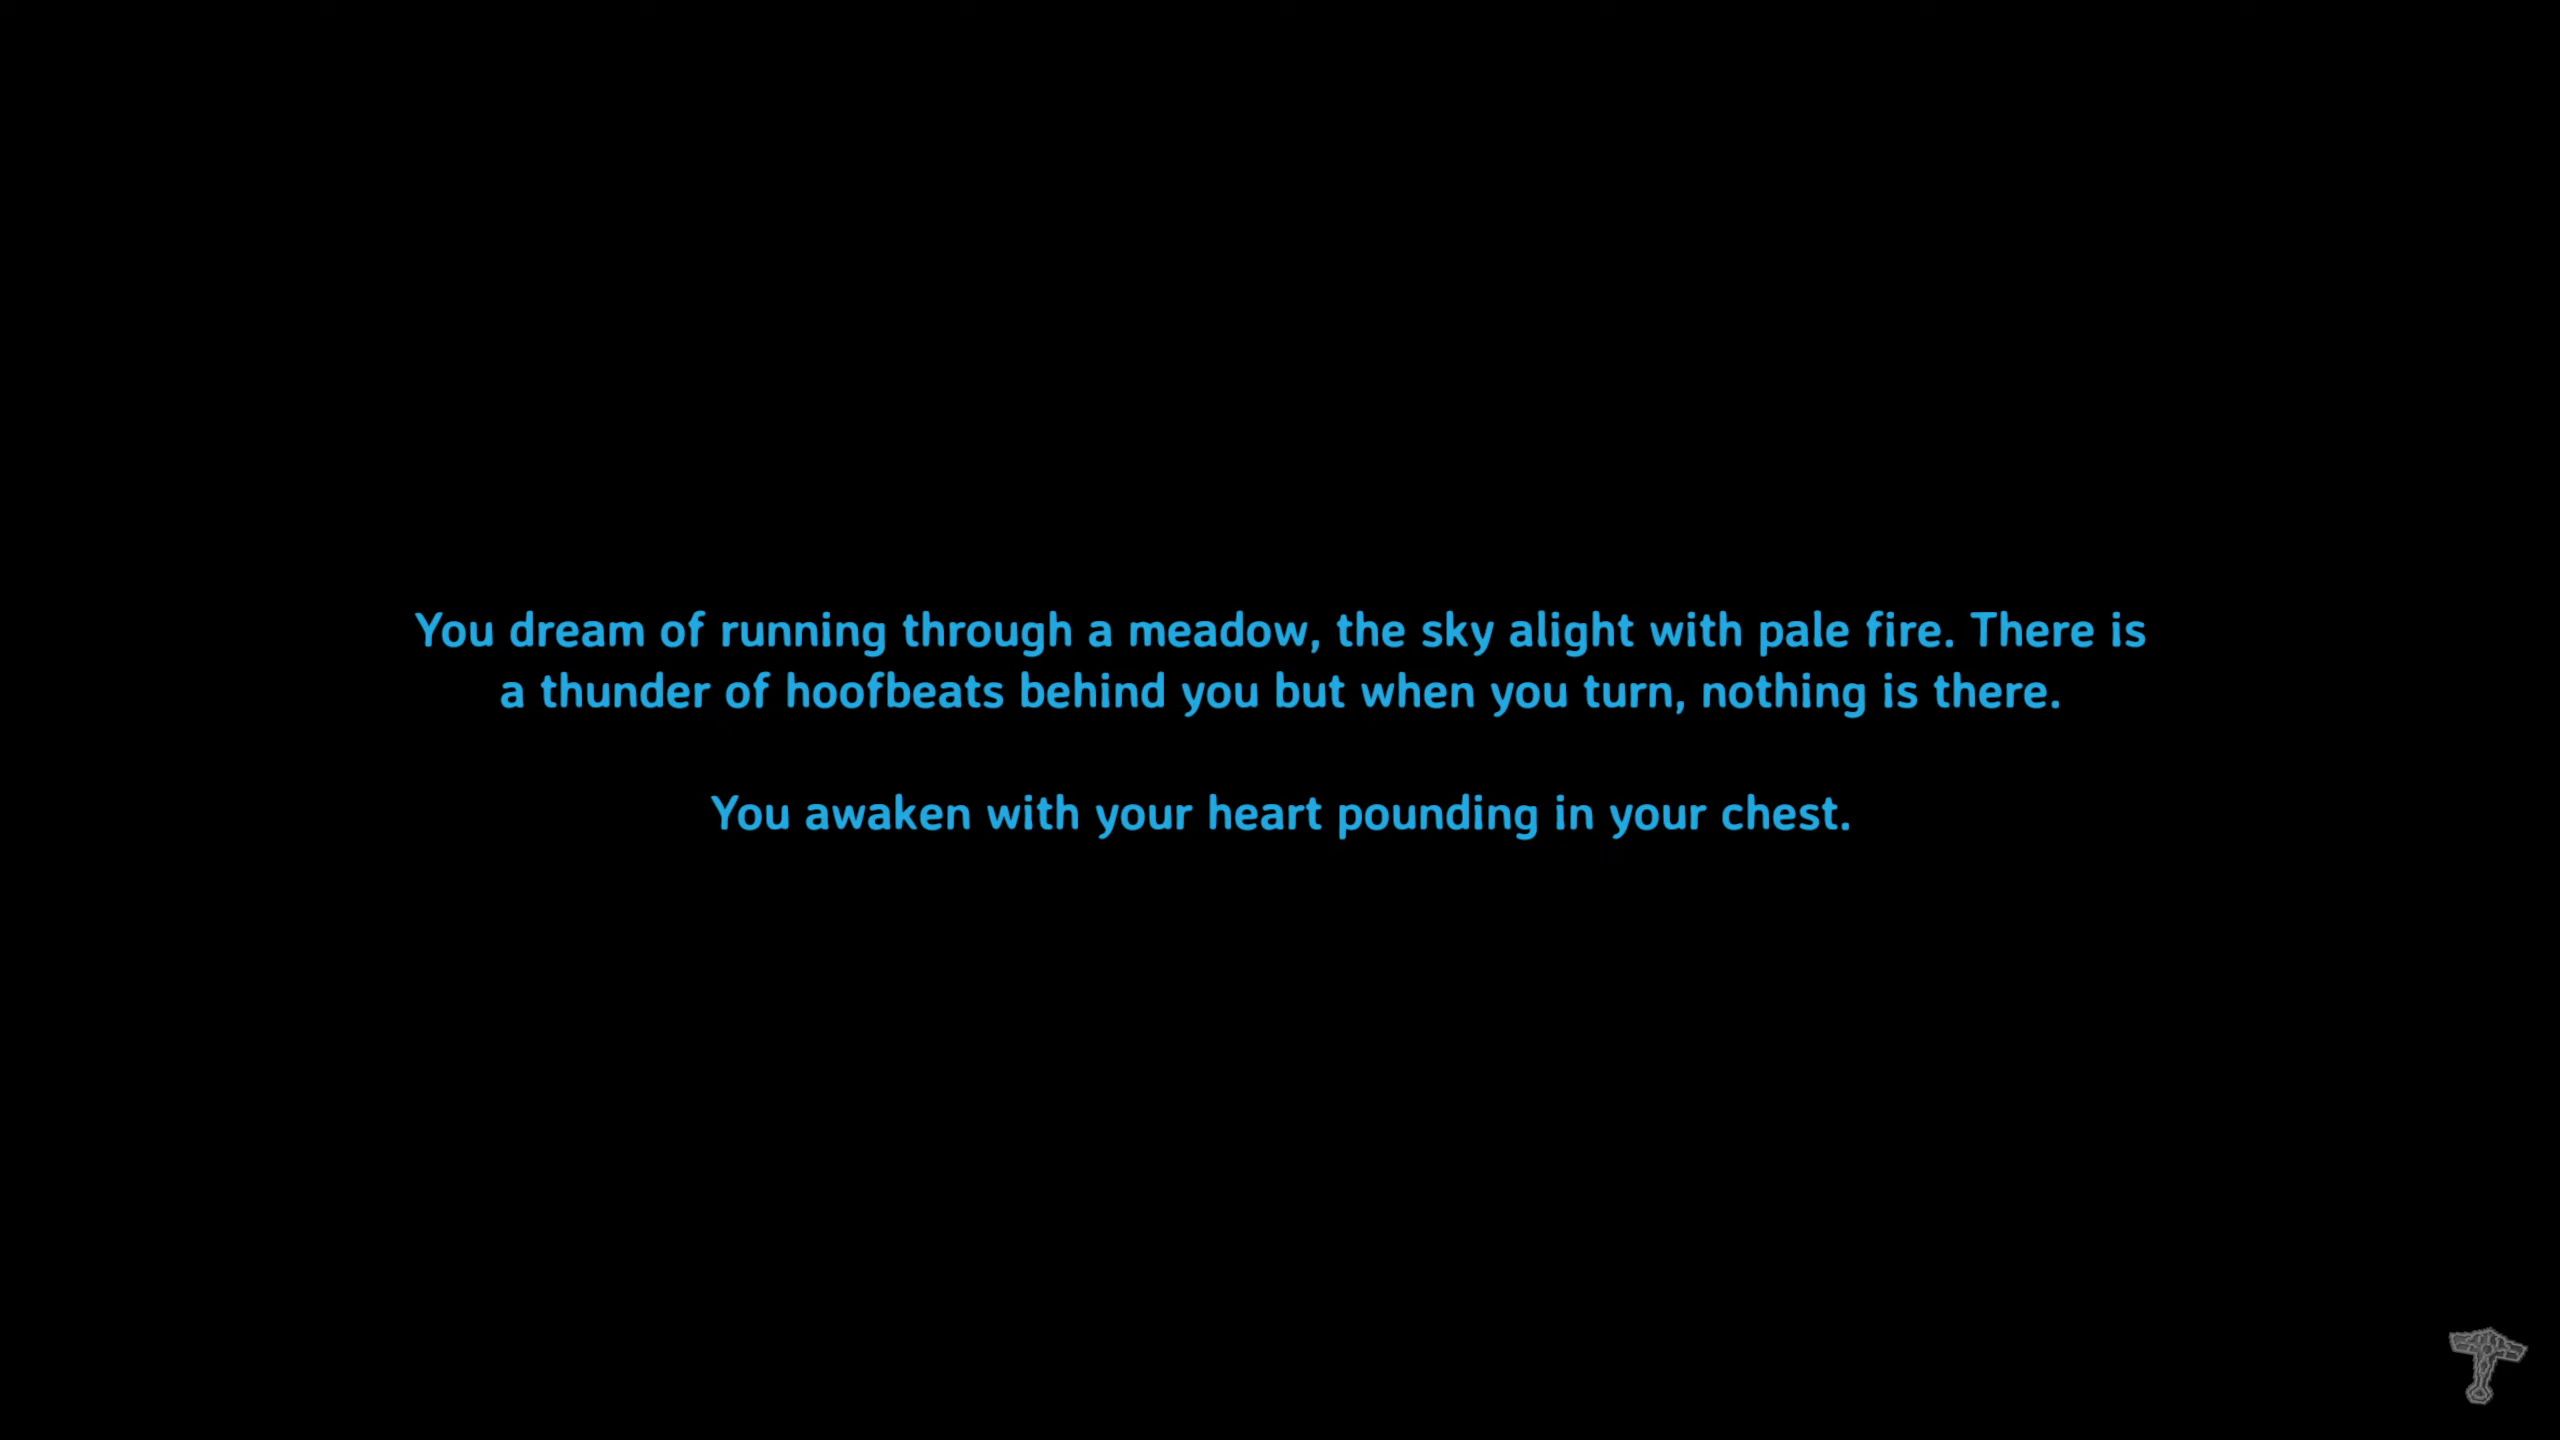 You dream of running through a meadow, the sky alight with pale fire. There is
a thunder of hoofbeats behind you but when you turn, nothing is there.
You awaken with your heart pounding in your chest.